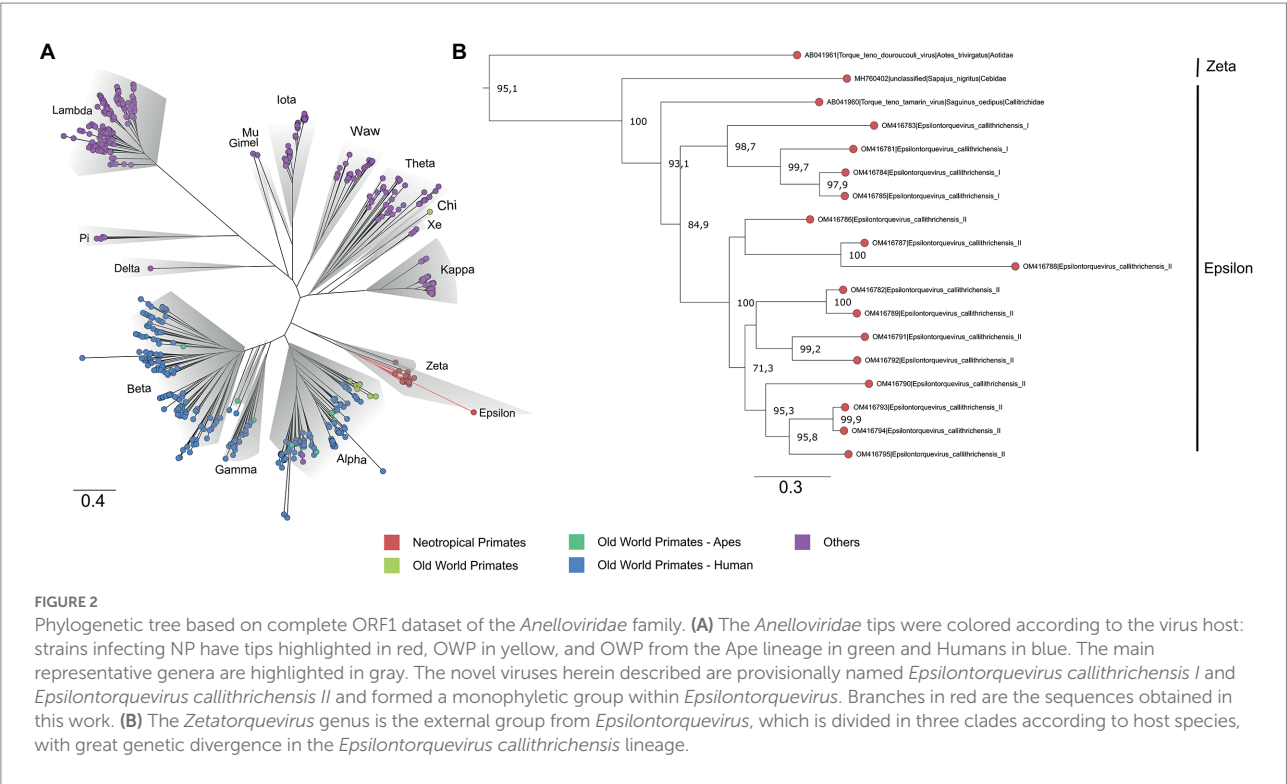 A
B
Lambda
Iota
Mu
Gimel
Waw
Theta
Chi
Xe
Kappa
Pi
Delta
Beta
Gamma
Alpha
Zeta
Epsilon
0.4
AB041961|Torque_teno_douroucouli_virus|Aotes_trivirgatus|Aotidae
MH760402|unclassified|Sapajus_nigritus|Cebidae
AB041960|Torque_teno_tamarin_virus|Saguinus_oedipus|Callitrichidae
OM416783|Epsilontorquevirus_callithrichensis_I
OM416781|Epsilontorquevirus_callithrichensis_I
OM416784|Epsilontorquevirus_callithrichensis_I
OM416785|Epsilontorquevirus_callithrichensis_I
OM416786|Epsilontorquevirus_callithrichensis_II
OM416787|Epsilontorquevirus_callithrichensis_II
OM416788|Epsilontorquevirus_callithrichensis_II
OM416782|Epsilontorquevirus_callithrichensis_II
OM416789|Epsilontorquevirus_callithrichensis_II
OM416791|Epsilontorquevirus_callithrichensis_II
OM416792|Epsilontorquevirus_callithrichensis_II
OM416790|Epsilontorquevirus_callithrichensis_II
OM416793|Epsilontorquevirus_callithrichensis_II
OM416794|Epsilontorquevirus_callithrichensis_II
OM416795|Epsilontorquevirus_callithrichensis_II
95,1
100
93,1
98,7
99,7
97,9
84,9
100
100
100
99,2
71,3
95,3
99,9
95,8
Zeta
Epsilon
0.3
Neotropical Primates
Old World Primates - Apes
Others
Old World Primates
Old World Primates - Human
FIGURE 2
Phylogenetic tree based on complete ORF1 dataset of the Anelloviridae family. (A) The Anelloviridae tips were colored according to the virus host:
strains infecting NP have tips highlighted in red, OWP in yellow, and OWP from the Ape lineage in green and Humans in blue. The main
representative genera are highlighted in gray. The novel viruses herein described are provisionally named Epsilontorquevirus callithrichensis I and
Epsilontorquevirus callithrichensis II and formed a monophyletic group within Epsilontorquevirus. Branches in red are the sequences obtained in
this work. (B) The Zetatorquevirus genus is the external group from Epsilontorquevirus, which is divided in three clades according to host species,
with great genetic divergence in the Epsilontorquevirus callithrichensis lineage.